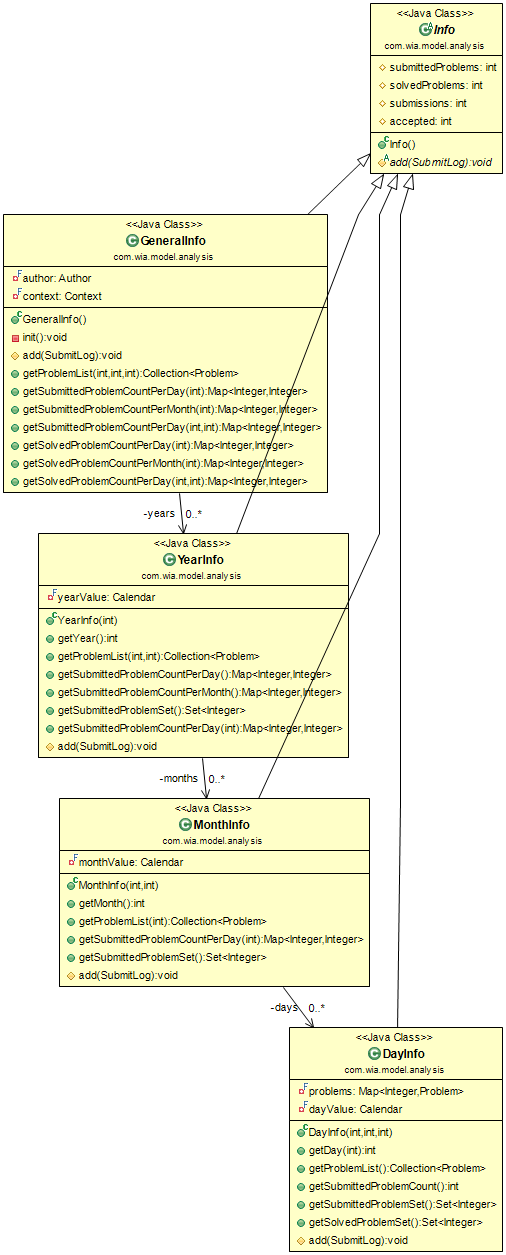 <<Java Class>>
Info
com.wia.model.analysis
submittedProblems: int
solvedProblems: int
submissions: int
accepted: int
Info()
add(SubmitLog):void
<<Java Class>>
GeneralInfo
com.wia.model.analysis
author: Author
context: Context
GeneralInfo()
init():void
add(SubmitLog):void
getProblemList(int,int,int):Collection<Problem>
getSubmittedProblemCountPerDay(int):Map<Integer,Integer>
getSubmittedProblemCountPerMonth(int):Map<Integer,Integer>
getSubmittedProblemCountPerDay(int,int):Map<Integer,Integer>
getSolvedProblemCountPerDay(int):Map<Integer,Integer>
getSolvedProblemCountPerMonth(int):Map<Integer,Integer>
getSolvedProblemCountPerDay(int,int):Map<Integer,Integer>
-years 0..*
<<Java Class>>
YearInfo
com.wia.model.analysis
yearValue: Calendar
YearInfo(int)
getYear():int
getProblemList(int,int):Collection<Problem>
getSubmittedProblemCountPerDay():Map<Integer,Integer>
getSubmittedProblemCountPerMonth():Map<Integer,Integer>
getSubmittedProblemSet():Set<Integer>
getSubmittedProblemCountPerDay(int):Map<Integer,Integer>
add(SubmitLog):void
-months 0..*
<<Java Class>>
MonthInfo
com.wia.model.analysis
monthValue: Calendar
MonthInfo(int,int)
getMonth():int
getProblemList(int):Collection<Problem>
getSubmittedProblemCountPerDay(int):Map<Integer,Integer>
getSubmittedProblemSet():Set<Integer>
add(SubmitLog):void
-days 0..*
<<Java Class>>
DayInfo
com.wia.model.analysis
problems: Map<Integer,Problem>
dayValue: Calendar
DayInfo(int,int,int)
getDay(int):int
getProblemList():Collection<Problem>
getSubmittedProblemCount():int
getSubmittedProblemSet():Set<Integer>
getSolvedProblemSet():Set<Integer>
add(SubmitLog):void